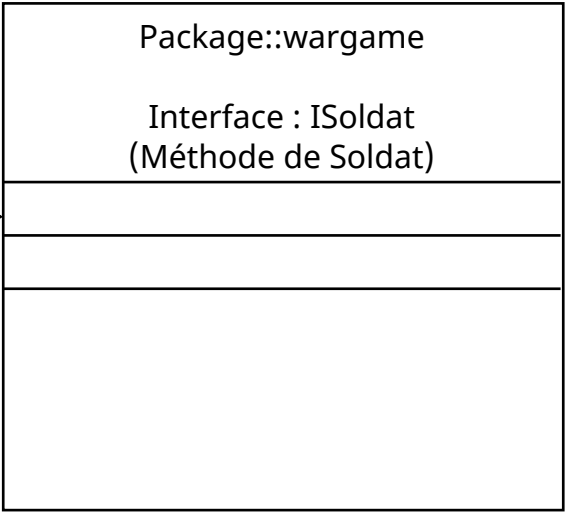 Package::wargame
Interface : ISoldat
(Méthode de Soldat)